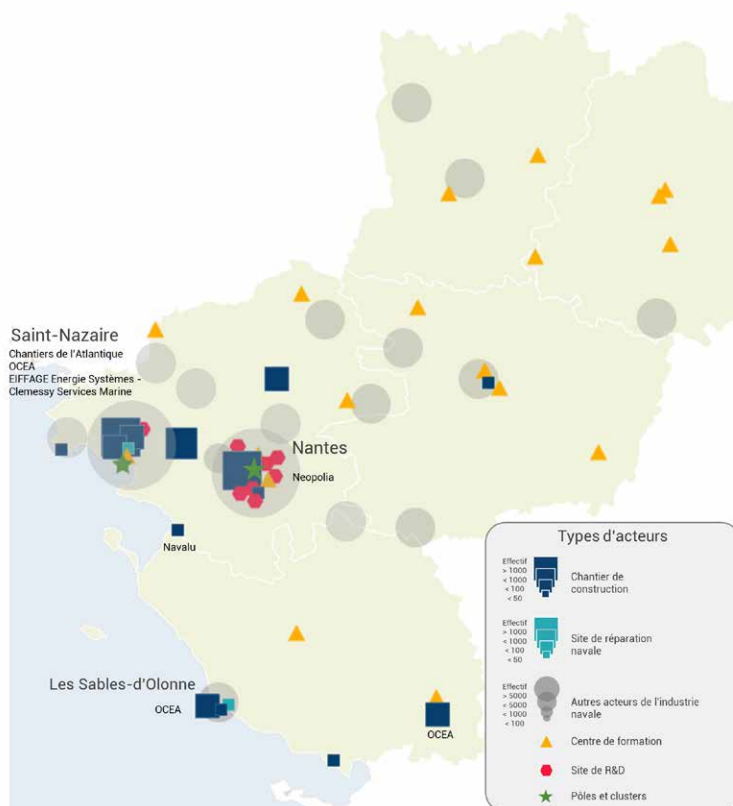 Saint-Nazaire
Chantiers de l'Atlantique
OCEA
EIFFAGE Energie Systèmes -
Clemessy Services Marine
Nantes
Neopolia
Navalu
Les Sables-d'Olonne
OCEA
OCEA
Types d'acteurs
Effectif
> 1000
< 1000
< 100
< 50
Chantier de
construction
Effectif
> 1000
< 1000
< 100
< 50
Site de réparation
navale
Effectif
> 5000
< 5000
< 1000
< 100
Autres acteurs de l'industrie
navale
Centre de formation
Site de R&D
Pôles et clusters